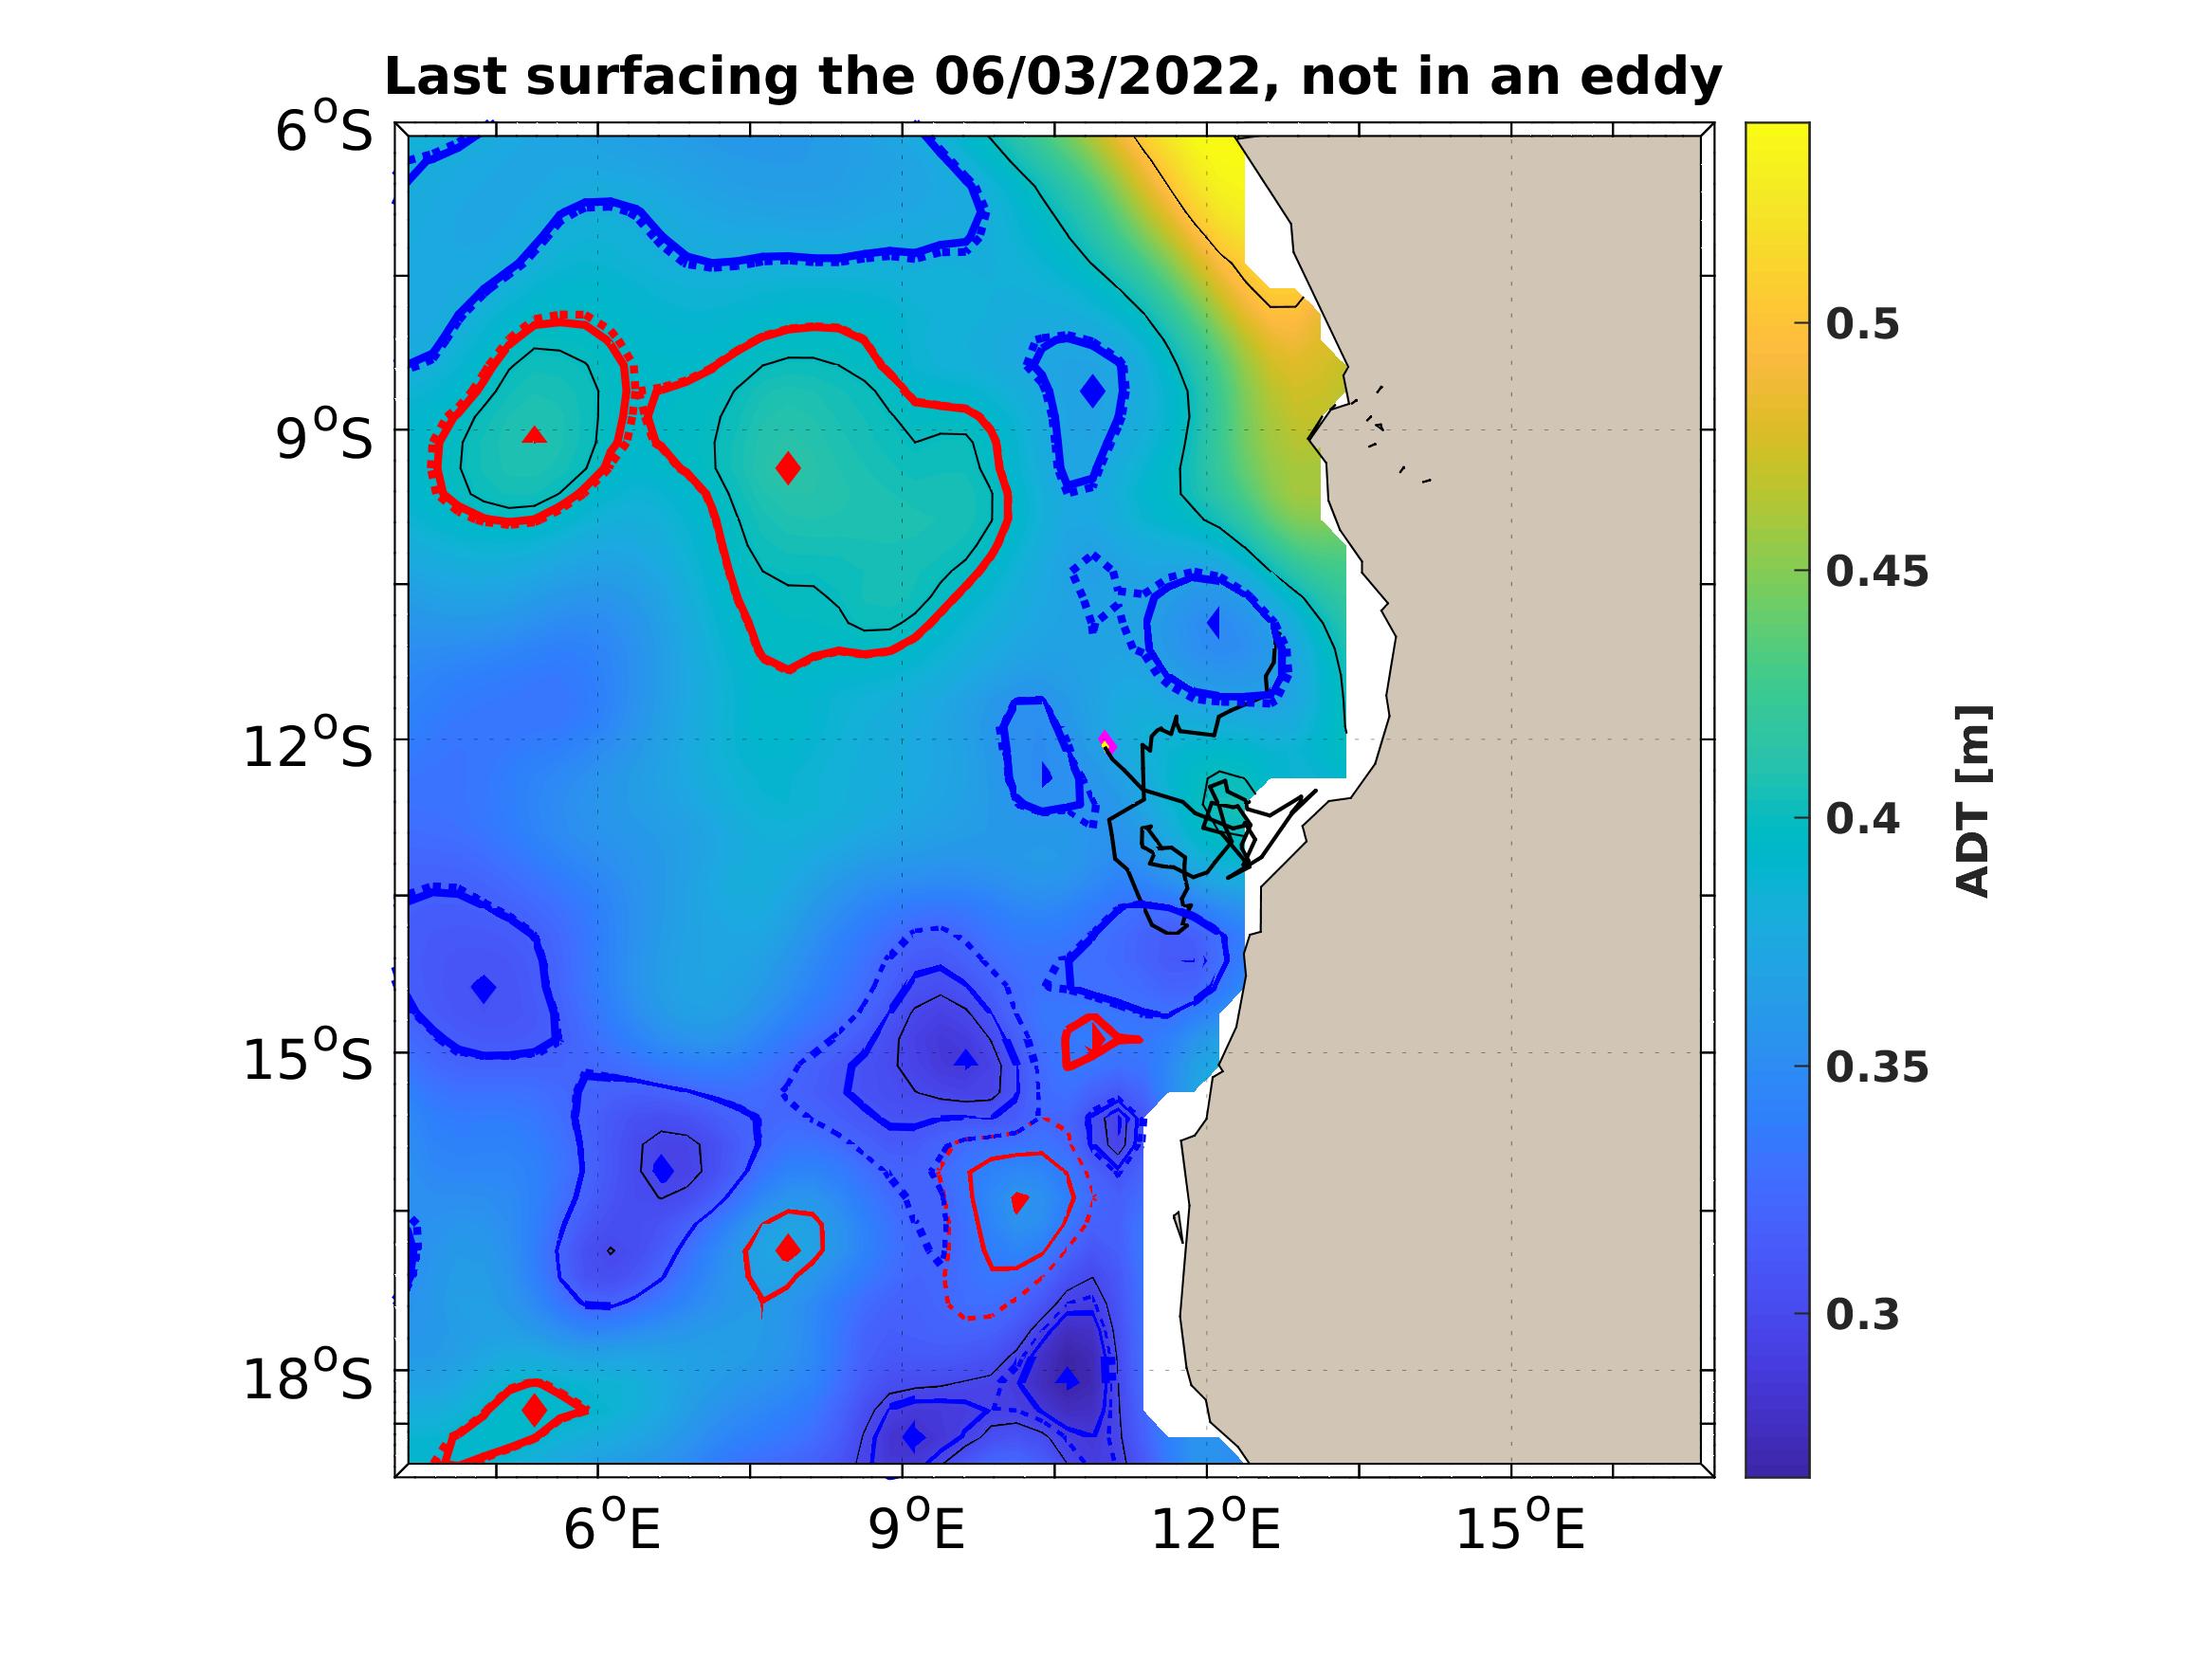 Last surfacing the 06/03/2022, not in an eddy
6°S
9°S
12°S
15°S
18°S
6°E
9°E
12°E
15°E
0.5
0.45
0.4
0.35
0.3
ADT [m]